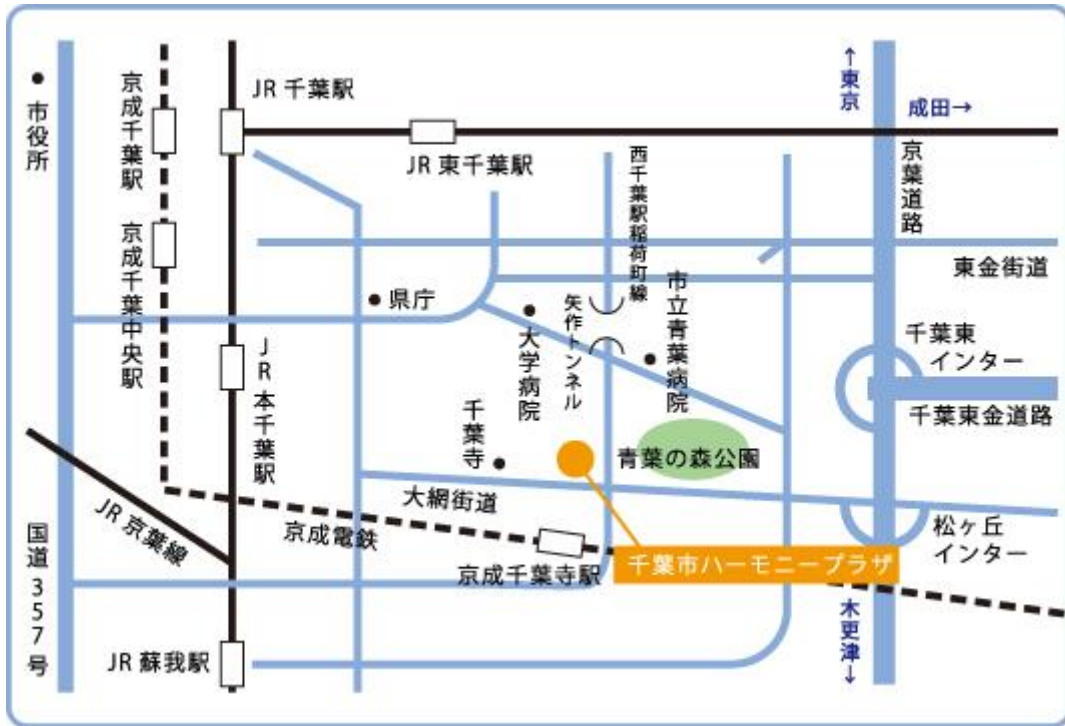 市役所
京成千葉駅
JR 千葉駅
JR 東千葉駅
↑東京
成田→
京葉道路
東金街道
西千葉駅稲荷町線
京成千葉中央駅
県庁
大学病院
矢作トンネル
市立青葉病院
千葉東
インター
千葉東金道路
JR 本千葉駅
千葉寺
青葉の森公園
大網街道
JR 京葉線
京成電鉄
京成千葉寺駅
千葉市ハーモニープラザ
松ヶ丘
インター
国道357号
JR 蘇我駅
木更津↓